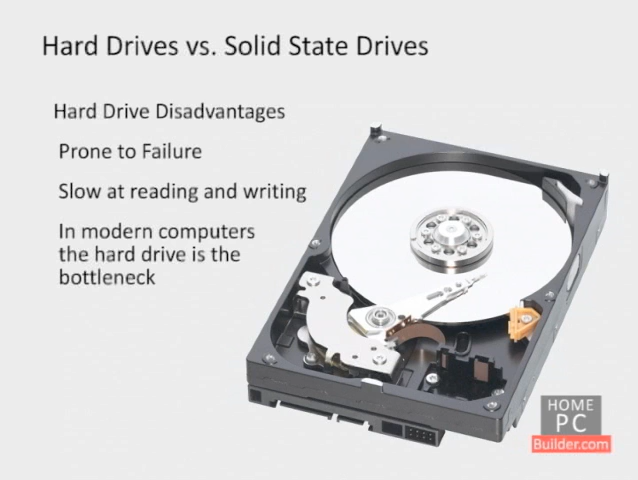 Hard Drives vs. Solid State Drives
Hard Drive Disadvantages
Prone to Failure
Slow at reading and writing
In modern computers
the hard drive is the
bottleneck
HOME
PC
Builder.com